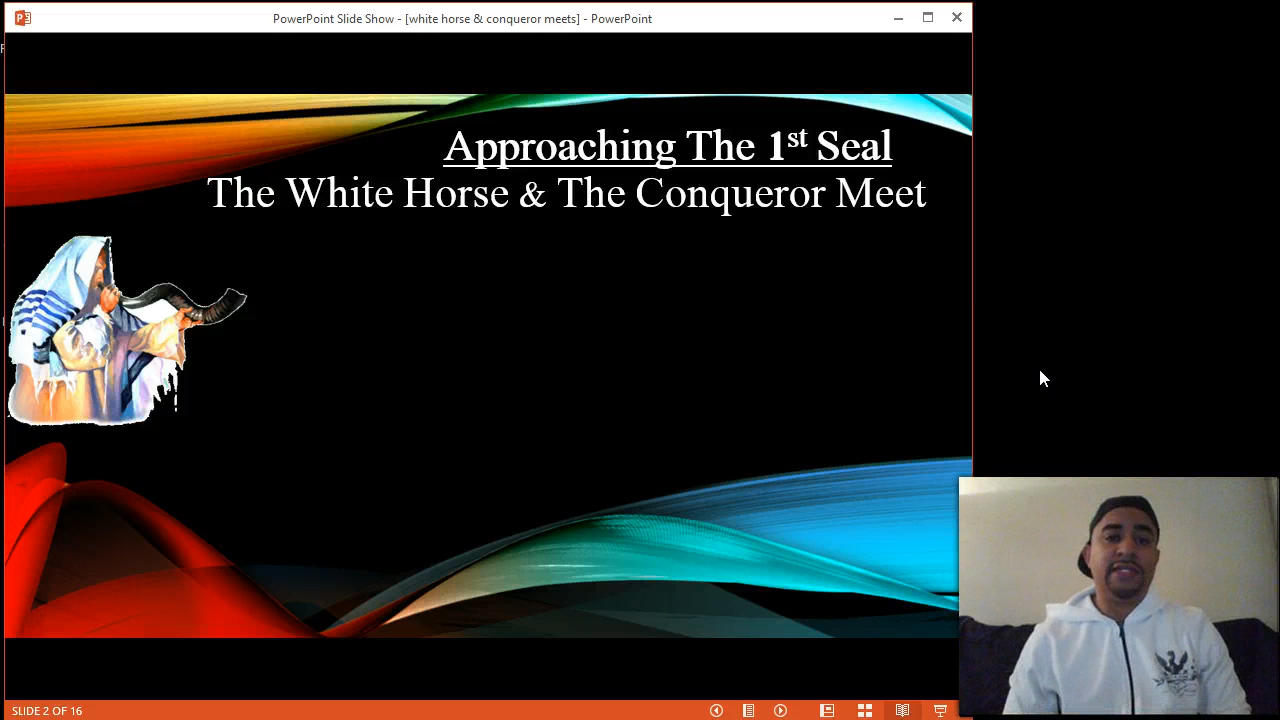 PowerPoint Slide Show - [white horse & conqueror meets] - PowerPoint
Approaching The 1st Seal
The White Horse & The Conqueror Meet
SLIDE 2 OF 16